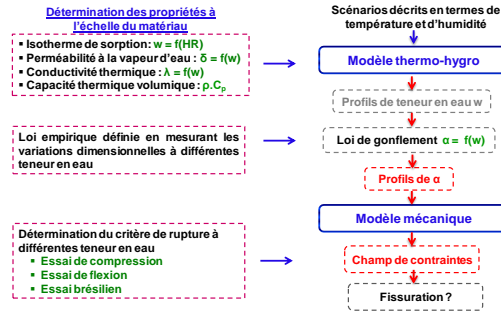 Détermination des propriétés à
l'échelle du matériau
▪ Isotherme de sorption: w = f(HR)
▪ Perméabilité à la vapeur d'eau : δ = f(w)
▪ Conductivité thermique : λ = f(w)
▪ Capacité thermique volumique : ρ.Cp
Loi empirique définie en mesurant les
variations dimensionnelles à différentes
teneur en eau
Détermination du critère de rupture à
différentes teneur en eau
▪ Essai de compression
▪ Essai de flexion
▪ Essai brésilien
Scénarios décrits en termes de
température et d'humidité
Modèle thermo-hygro
Profils de teneur en eau w
Loi de gonflement α = f(w)
Profils de α
Modèle mécanique
Champ de contraintes
Fissuration ?